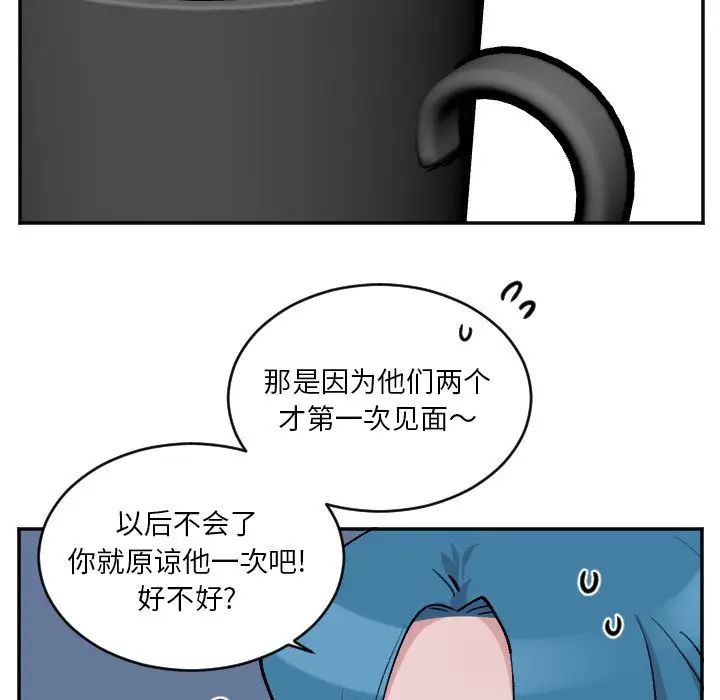 那是因为他们两个
才第一次见面～
以后不会了
你就原谅他一次吧!
好不好?